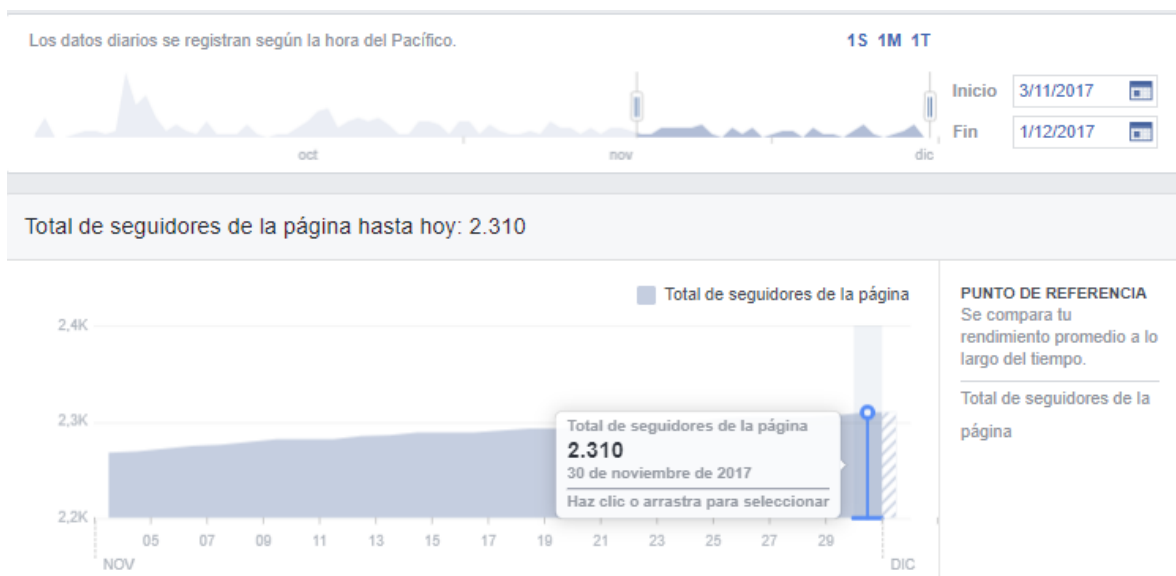 Los datos diarios se registran según la hora del Pacífico.
1S 1M 1T
Inicio 3/11/2017
Fin 1/12/2017
oct nov dic
Total de seguidores de la página hasta hoy: 2.310
Total de seguidores de la página
2,4K
2,3K
2,2K
Total de seguidores de la página
2.310
30 de noviembre de 2017
Haz clic o arrastra para seleccionar
05 07 09 11 13 15 17 19 21 23 25 27 29
NOV DIC
PUNTO DE REFERENCIA
Se compara tu
rendimiento promedio a lo
largo del tiempo.
Total de seguidores de la
página